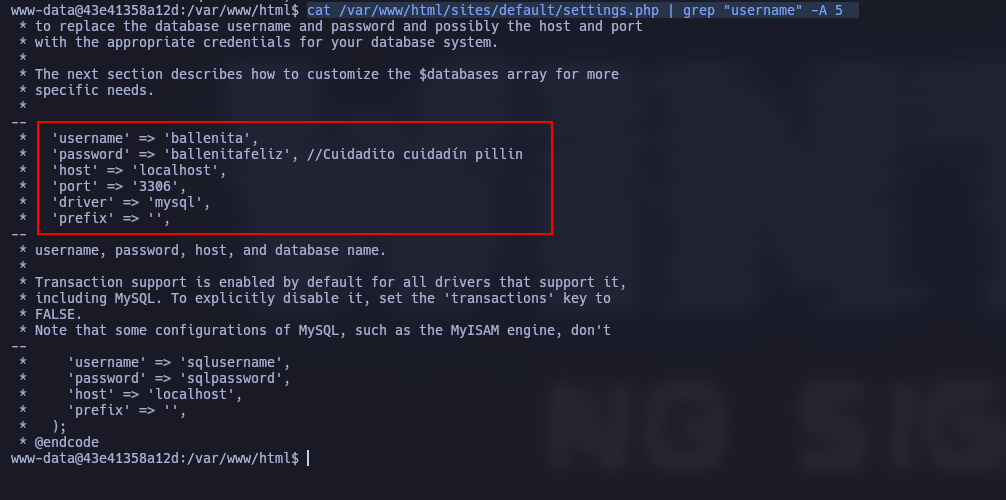 www-data@43e41358a12d:/var/www/html$ cat /var/www/html/sites/default/settings.php | grep "username" -A 5
 * to replace the database username and password and possibly the host and port
 * with the appropriate credentials for your database system.
 *
 * The next section describes how to customize the $databases array for more
 * specific needs.
 *
--
 *   'username' => 'ballenita',
 *   'password' => 'ballenitafeliz', //Cuidadito cuidadín pillin
 *   'host' => 'localhost',
 *   'port' => '3306',
 *   'driver' => 'mysql',
 *   'prefix' => '',
--
 * username, password, host, and database name.
 *
 * Transaction support is enabled by default for all drivers that support it,
 * including MySQL. To explicitly disable it, set the 'transactions' key to
 * FALSE.
 * Note that some configurations of MySQL, such as the MyISAM engine, don't
--
 *     'username' => 'sqlusername',
 *     'password' => 'sqlpassword',
 *     'host' => 'localhost',
 *     'prefix' => '',
 *   );
 * @endcode
www-data@43e41358a12d:/var/www/html$